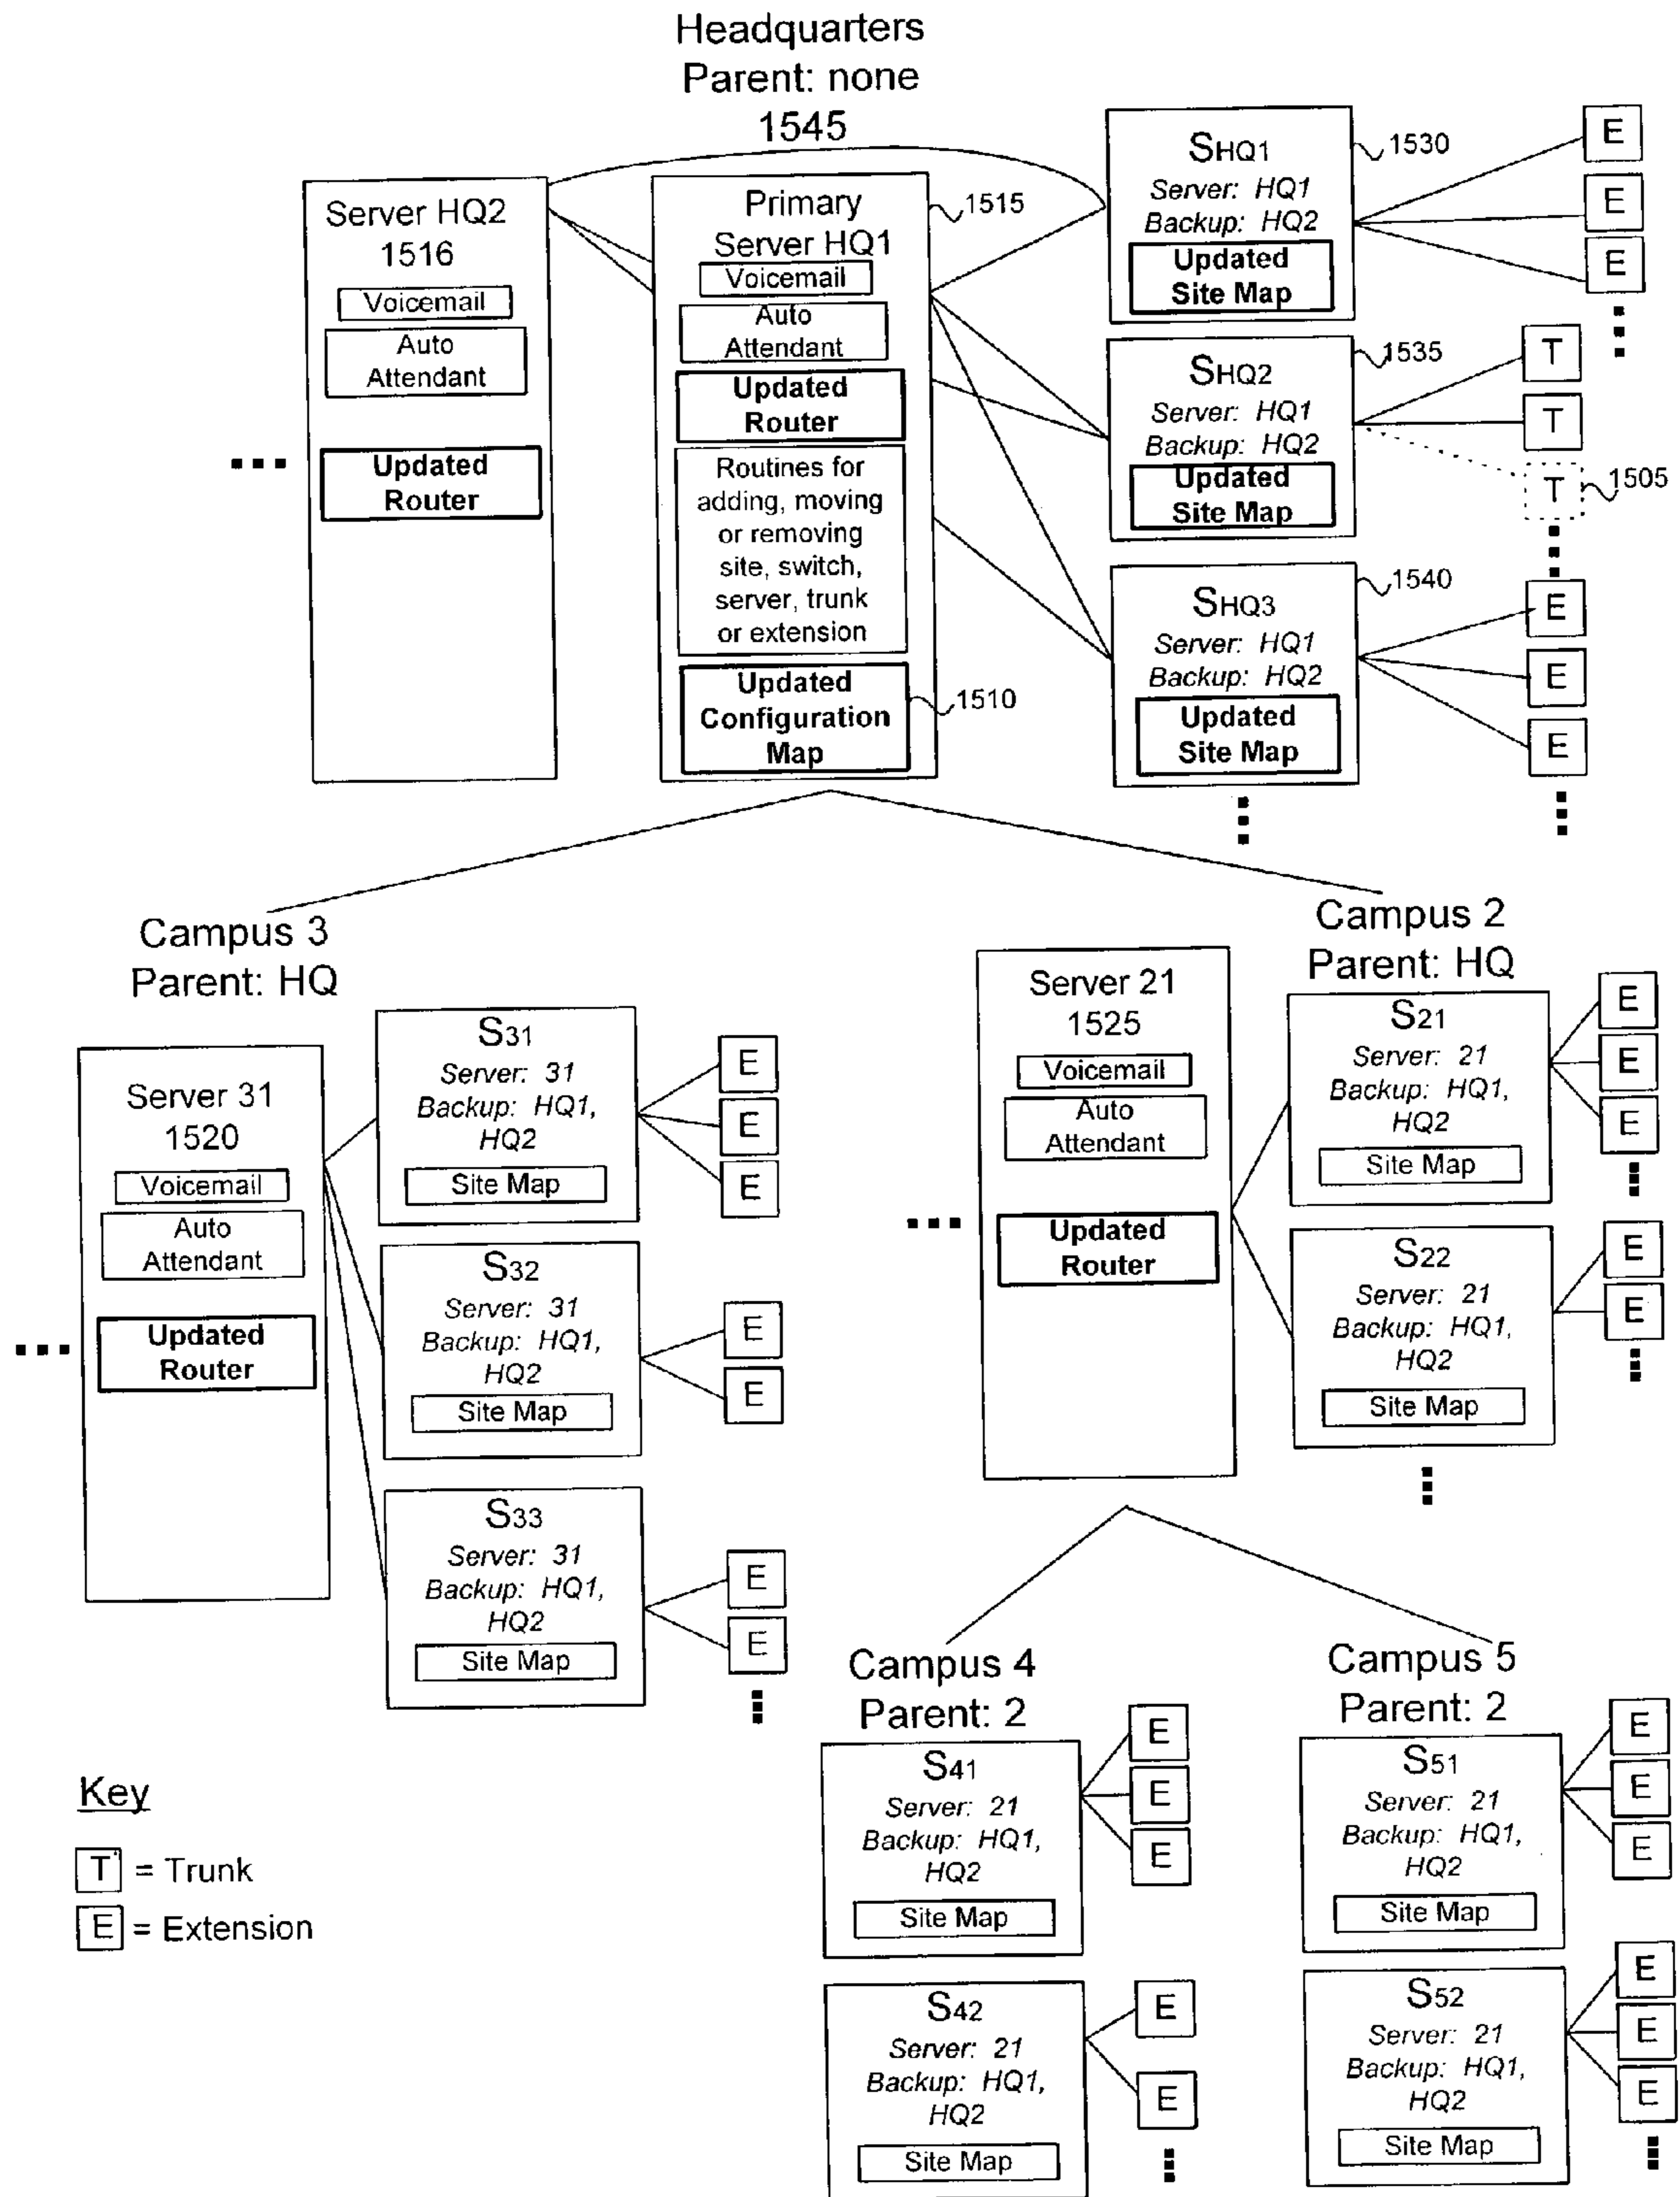 Headquarters
Parent: none
1545
Server HQ2
1516
Voicemail
Auto
Attendant
Updated
Router
Primary
Server HQ1
1515
Voicemail
Auto
Attendant
Updated
Router
Routines for
adding, moving
or removing
site, switch,
server, trunk
or extension
Updated
Configuration
Map
1510
SHQ1
Server: HQ1
Backup: HQ2
Updated
Site Map
1530
E
E
E
SHQ2
Server: HQ1
Backup: HQ2
Updated
Site Map
1535
T
T
T
1505
SHQ3
Server: HQ1
Backup: HQ2
Updated
Site Map
1540
E
E
E
Campus 3
Parent: HQ
Server 31
1520
Voicemail
Auto
Attendant
Updated
Router
S31
Server: 31
Backup: HQ1,
HQ2
Site Map
E
E
E
S32
Server: 31
Backup: HQ1,
HQ2
Site Map
E
E
S33
Server: 31
Backup: HQ1,
HQ2
Site Map
E
E
Campus 2
Parent: HQ
Server 21
1525
Voicemail
Auto
Attendant
Updated
Router
S21
Server: 21
Backup: HQ1,
HQ2
Site Map
E
E
E
S22
Server: 21
Backup: HQ1,
HQ2
Site Map
E
E
Campus 4
Parent: 2
S41
Server: 21
Backup: HQ1,
HQ2
Site Map
E
E
E
S42
Server: 21
Backup: HQ1,
HQ2
Site Map
E
E
Campus 5
Parent: 2
S51
Server: 21
Backup: HQ1,
HQ2
Site Map
E
E
E
S52
Server: 21
Backup: HQ1,
HQ2
Site Map
E
E
E
Key
T = Trunk
E = Extension